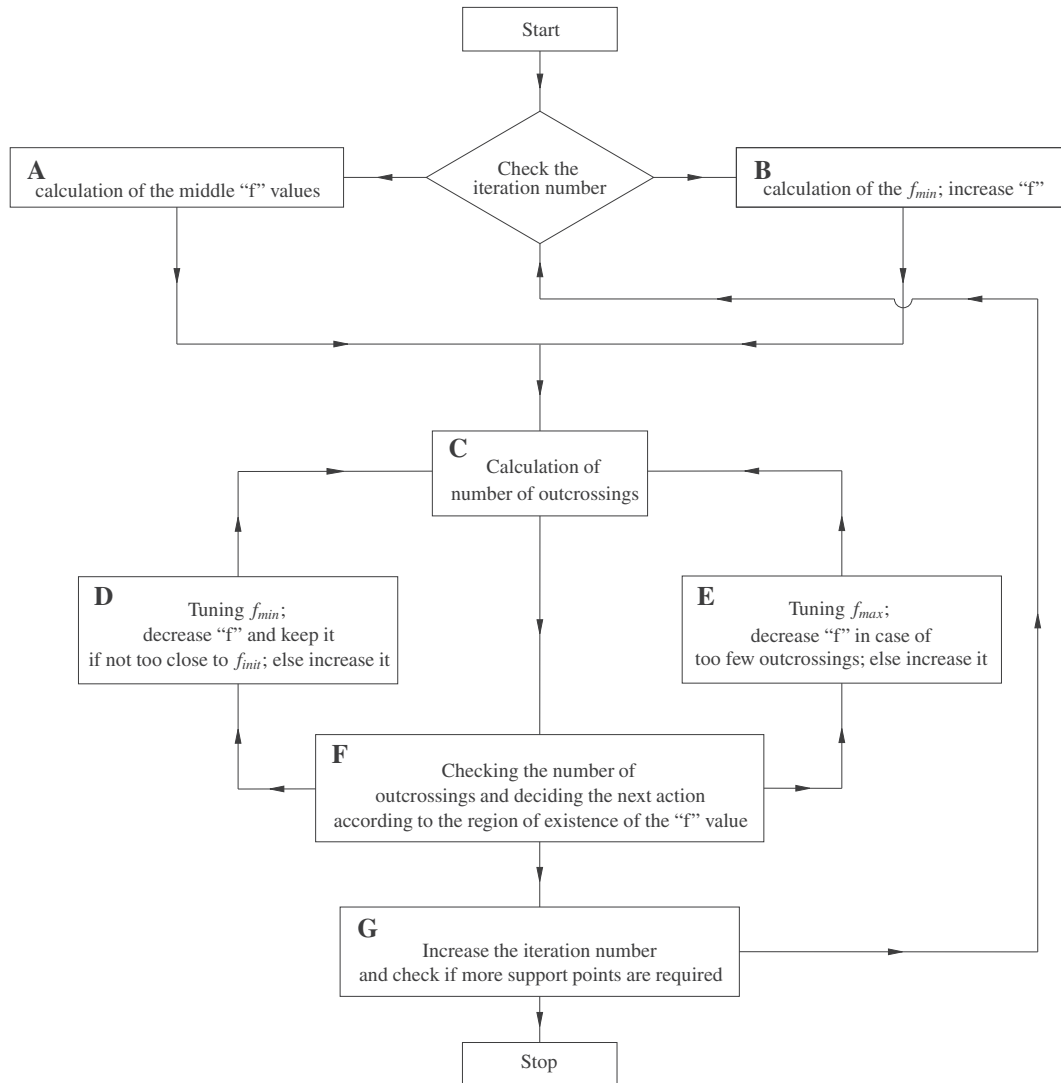 Start
Check the
iteration number
A
calculation of the middle “f” values
B
calculation of the fmin; increase “f”
C
Calculation of
number of outcrossings
D
Tuning fmin;
decrease “f” and keep it
if not too close to finit; else increase it
E
Tuning fmax;
decrease “f” in case of
too few outcrossings; else increase it
F
Checking the number of
outcrossings and deciding the next action
according to the region of existence of the “f” value
G
Increase the iteration number
and check if more support points are required
Stop